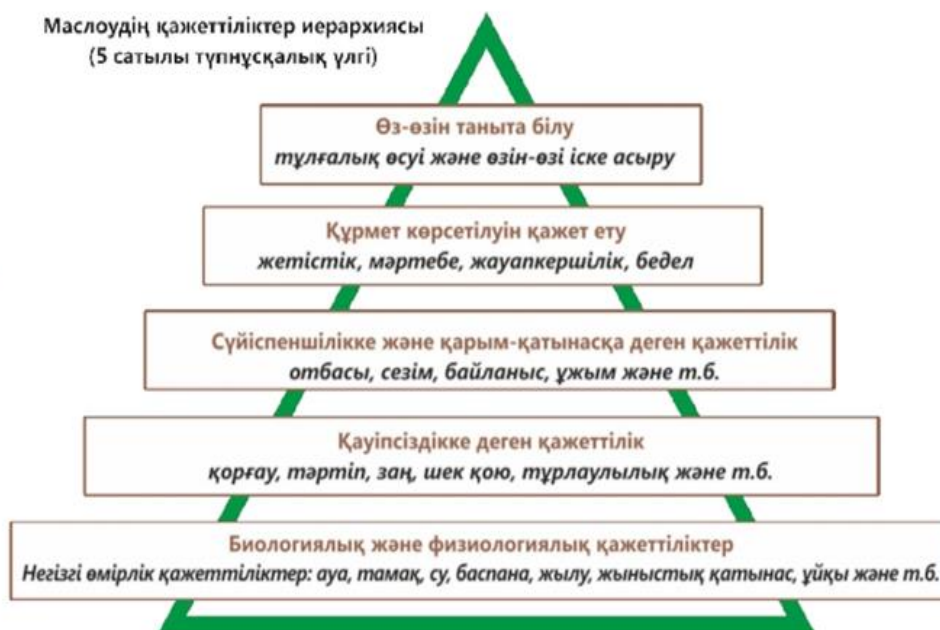 Маслоудің қажеттіліктер иерархиясы
(5 сатылы түпнұсқалық үлгі)
Өз-өзін таныта білу
тұлғалық өсуі және өзін-өзі іске асыру
Құрмет көрсетілуін қажет ету
жетістік, мәртебе, жауапкершілік, бедел
Сүйіспеншілікке және қарым-қатынасқа деген қажеттілік
отбасы, сезім, байланыс, ұжым және т.б.
Қауіпсіздікке деген қажеттілік
қорғау, тәртіп, заң, шек қою, тұрлаулылық және т.б.
Биологиялық және физиологиялық қажеттіліктер
Негізгі өмірлік қажеттіліктер: ауа, тамақ, су, баспана, жылу, жыныстық қатынас, ұйқы және т.б.